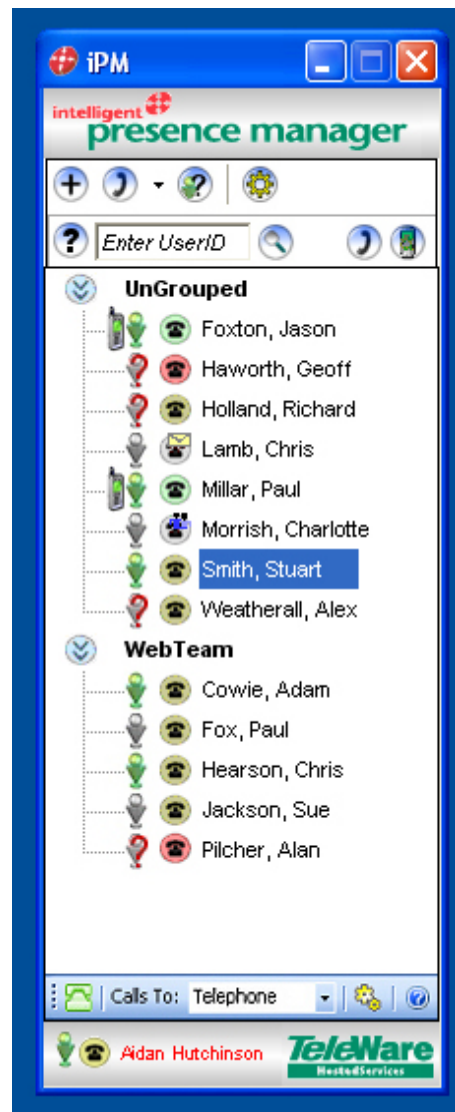 iPM
intelligent
presence manager
Enter UserID
UnGrouped
Foxton, Jason
Haworth, Geoff
Holland, Richard
Lamb, Chris
Millar, Paul
Morrish, Charlotte
Smith, Stuart
Weatherall, Alex
WebTeam
Cowie, Adam
Fox, Paul
Hearson, Chris
Jackson, Sue
Pilcher, Alan
Calls To: Telephone
Aidan Hutchinson TeleWare
HostedServices